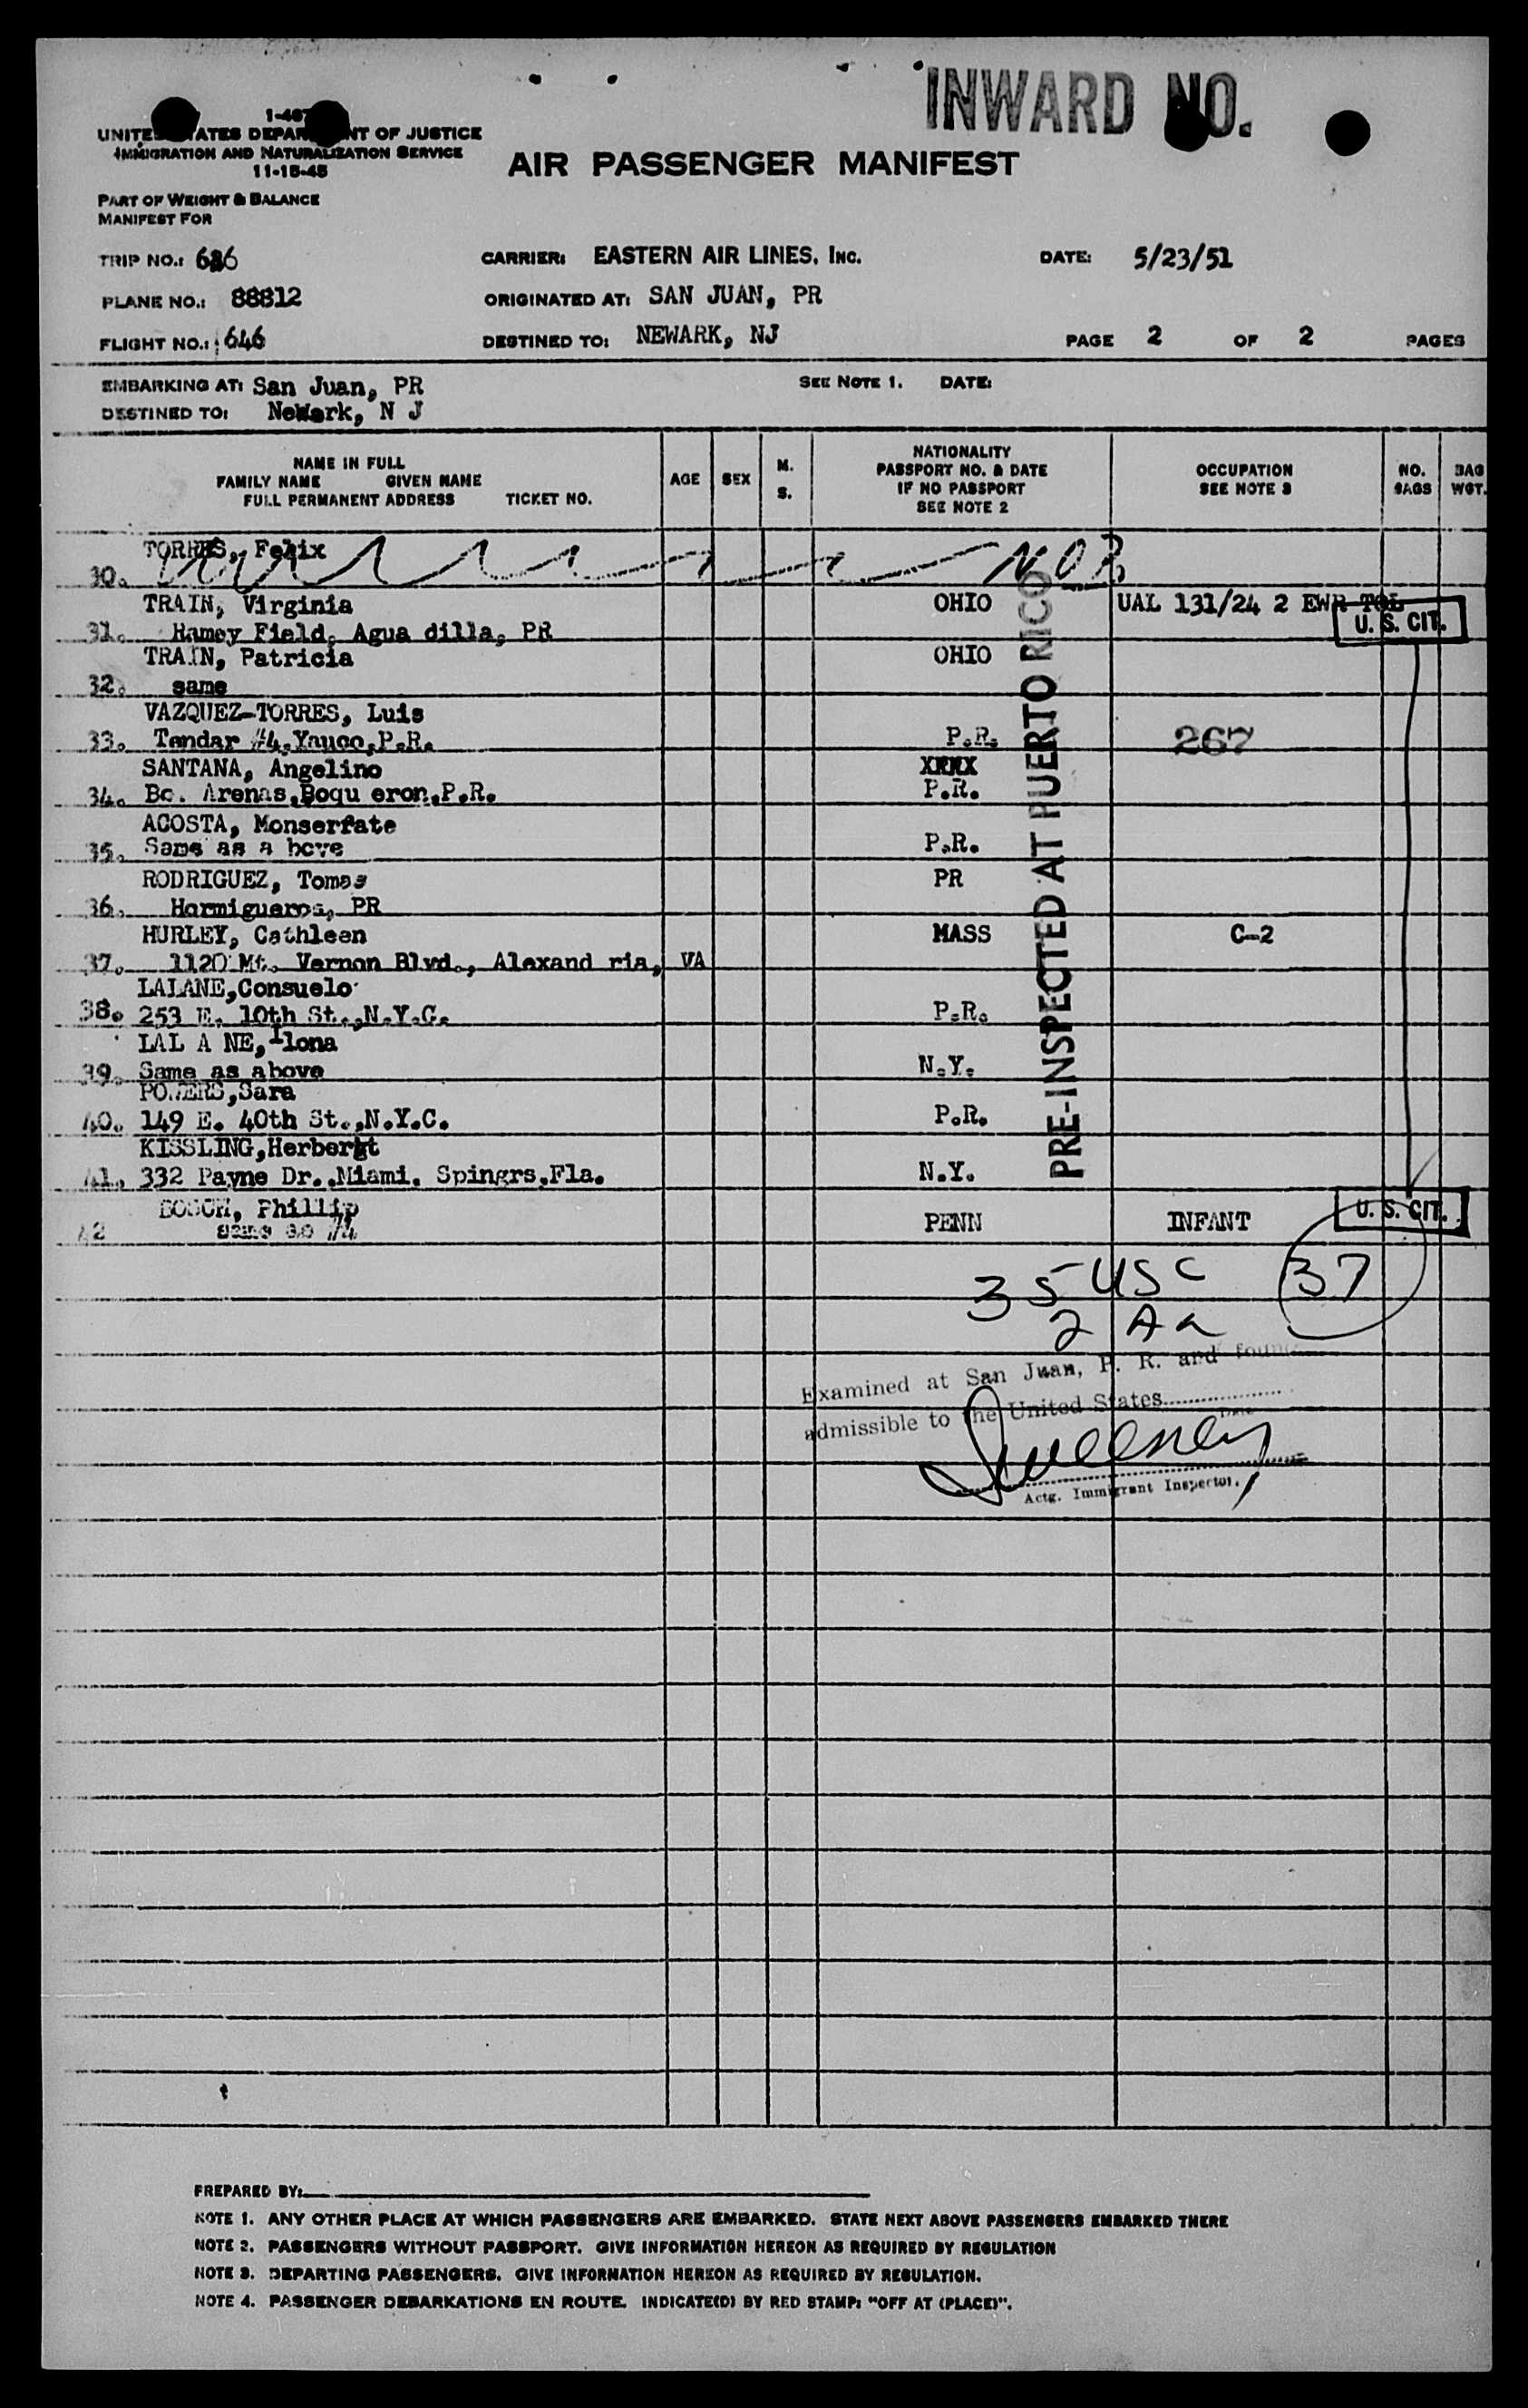 INWARD NO.
UNITED STATES DEPARTMENT OF JUSTICE
IMMIGRATION AND NATURALIZATION SERVICE
11-15-45
AIR PASSENGER MANIFEST
PART OF WEIGHT & BALANCE
MANIFEST FOR
TRIP NO.: CARRIER: EASTERN AIR LINES, INC. DATE: 5/23/51
PLANE NO.: 88812 ORIGINATED AT: SAN JUAN, PR
FLIGHT NO.: 646 DESTINED TO: NEWARK, NJ PAGE 2 OF 2 PAGES
EMBARKING AT: San Juan, PR SEE NOTE 1. DATE:
DESTINED TO: Newark, N J
NAME IN FULL
FAMILY NAME GIVEN NAME
FULL PERMANENT ADDRESS TICKET NO.
AGE SEX M. S.
NATIONALITY
PASSPORT NO. & DATE
IF NO PASSPORT
SEE NOTE 2
OCCUPATION
SEE NOTE 3
NO. BAGS
BAG WGT.
TORRES, Felix
30. NOB
TRAIN, Virginia OHIO UAL 131/24 2 EWR TOL
31. Ramey Field, Agua dilla, PR U. S. CIT.
TRAIN, Patricia OHIO
32. same
VAZQUEZ-TORRES, Luis
33. Tendar #4.Yauco,P.R. P.R. 267
SANTANA, Angelino XXXX
34. Bo. Arenas,Boqu eron,P.R. P.R.
ACOSTA, Monserrate
35. Same as a bove P.R.
RODRIGUEZ, Tomas PR
36. Hormigueros, PR
HURLEY, Cathleen MASS C-2
37. 1120 Mt. Vernon Blvd., Alexand ria, VA
LALANE,Consuelo
38. 253 E. 10th St.,N.Y.C. P.R.
LAL A NE, Ilona
39. Same as above N.Y.
POWERS,Sara
40. 149 E. 40th St.,N.Y.C. P.R.
KISSLING,Herbert
41. 332 Payne Dr.,Miami. Spingrs,Fla. N.Y.
BOSCH, Phillip U. S. CIT.
42 same as #4 PENN INFANT
PRE-INSPECTED AT PUERTO RICO
35 USC 37
2 Aa
Examined at San Juan, P. R. and found
admissible to the United States
Date
Sweeney
Actg. Immigrant Inspector.
PREPARED BY:
NOTE 1. ANY OTHER PLACE AT WHICH PASSENGERS ARE EMBARKED. STATE NEXT ABOVE PASSENGERS EMBARKED THERE
NOTE 2. PASSENGERS WITHOUT PASSPORT. GIVE INFORMATION HEREON AS REQUIRED BY REGULATION
NOTE 3. DEPARTING PASSENGERS. GIVE INFORMATION HEREON AS REQUIRED BY REGULATION.
NOTE 4. PASSENGER DEBARKATIONS EN ROUTE. INDICATE(D) BY RED STAMP: "OFF AT (PLACE)".